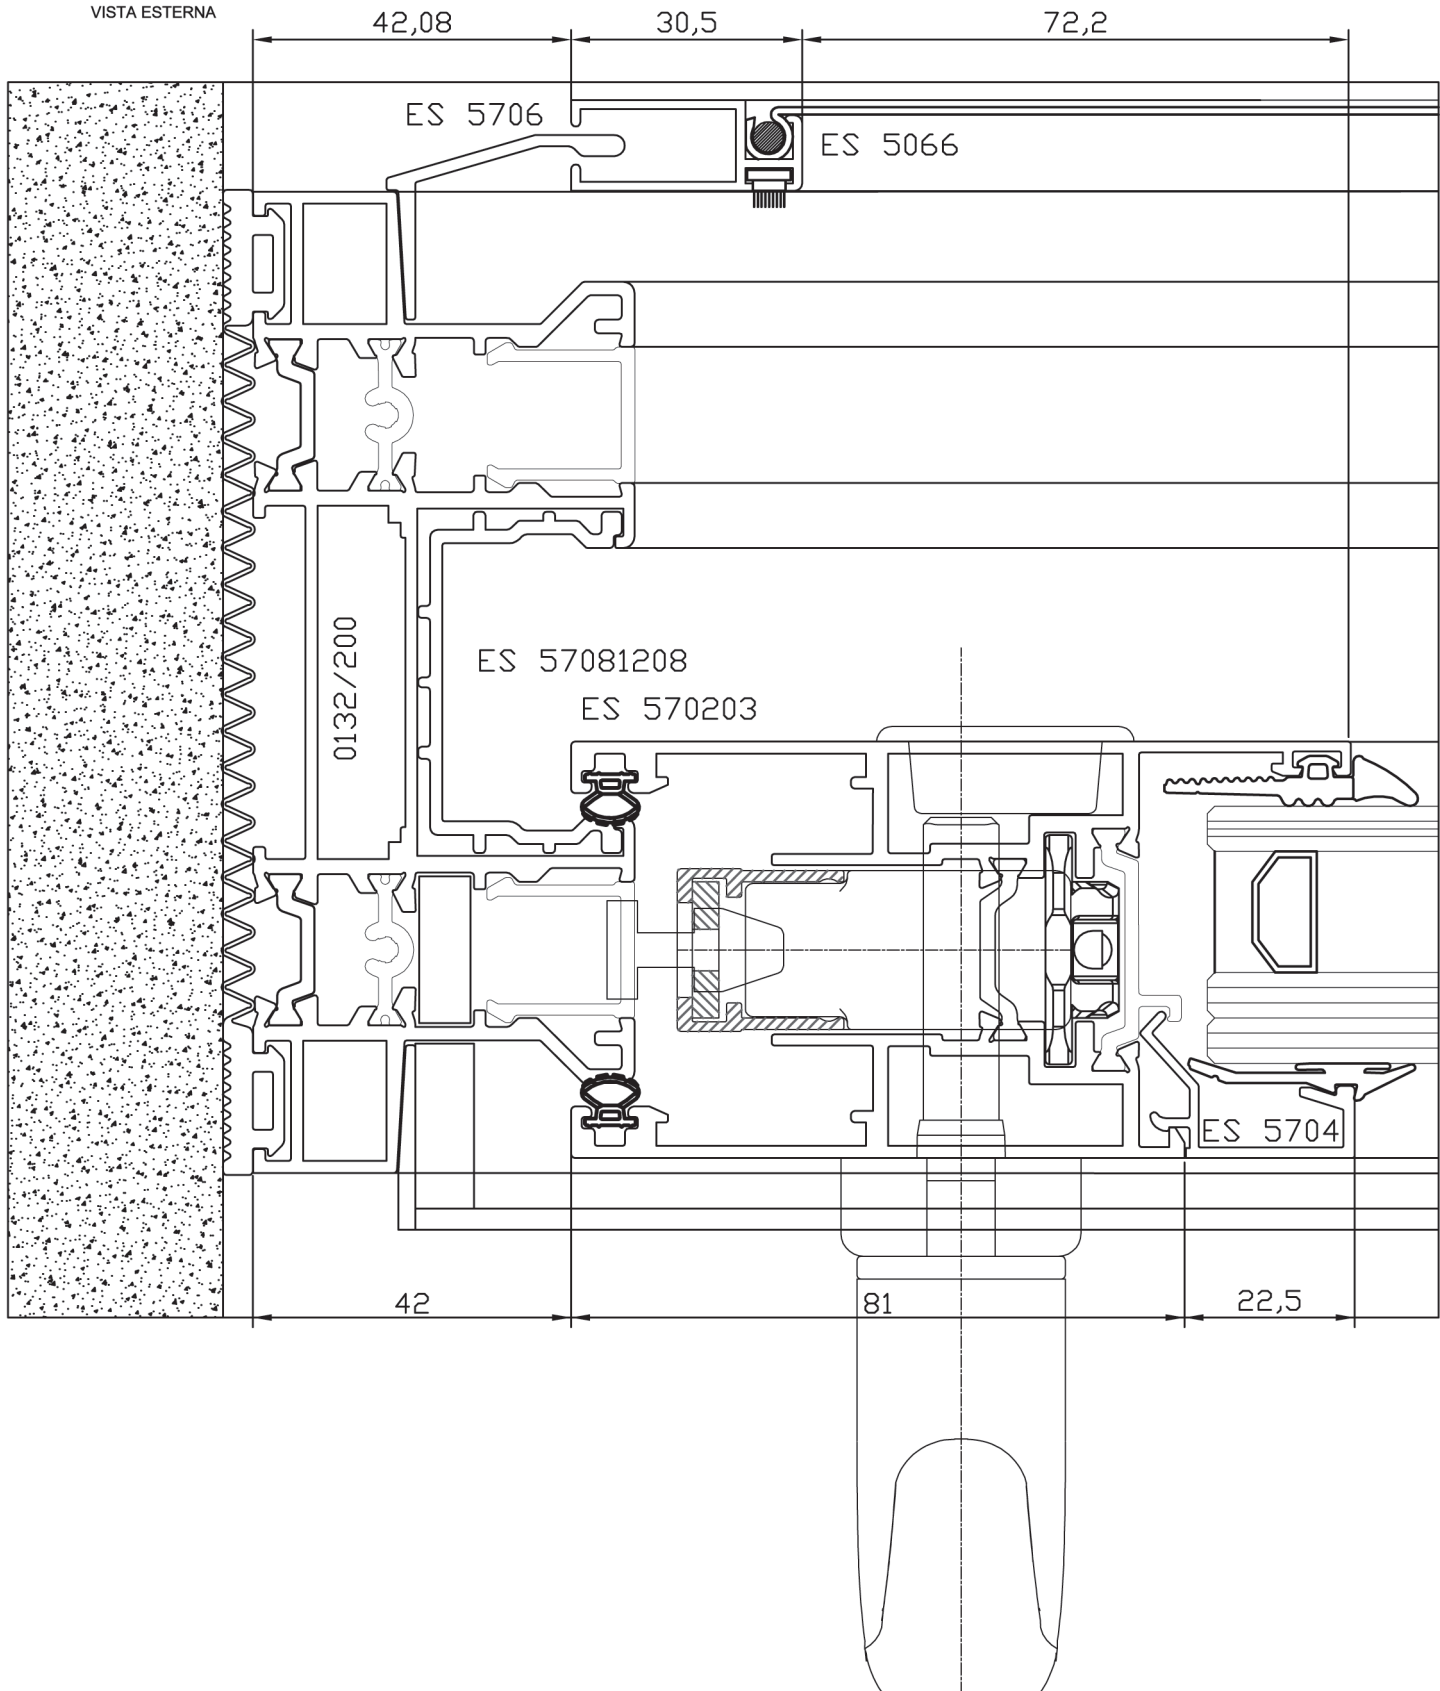 VISTA ESTERNA
42,08
30,5
72,2
ES 5706
ES 5066
0132/200
ES 57081208
ES 570203
ES 5704
42
81
22,5